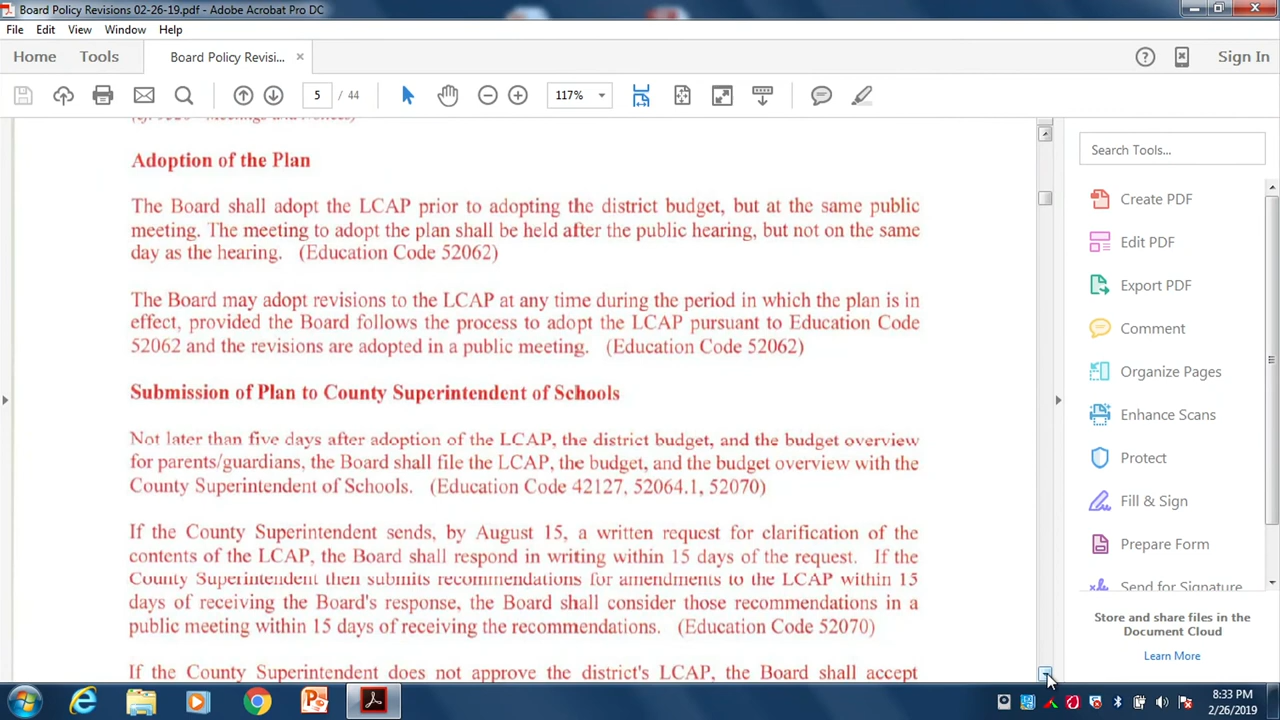 Board Policy Revisions 02-26-19.pdf - Adobe Acrobat Pro DC
File Edit View Window Help
Home Tools Board Policy Revisi... × Sign In
5 / 44 117%
(cf. 9320 - Meetings and Notices)
Adoption of the Plan
The Board shall adopt the LCAP prior to adopting the district budget, but at the same public
meeting. The meeting to adopt the plan shall be held after the public hearing, but not on the same
day as the hearing. (Education Code 52062)
The Board may adopt revisions to the LCAP at any time during the period in which the plan is in
effect, provided the Board follows the process to adopt the LCAP pursuant to Education Code
52062 and the revisions are adopted in a public meeting. (Education Code 52062)
Submission of Plan to County Superintendent of Schools
Not later than five days after adoption of the LCAP, the district budget, and the budget overview
for parents/guardians, the Board shall file the LCAP, the budget, and the budget overview with the
County Superintendent of Schools. (Education Code 42127, 52064.1, 52070)
If the County Superintendent sends, by August 15, a written request for clarification of the
contents of the LCAP, the Board shall respond in writing within 15 days of the request. If the
County Superintendent then submits recommendations for amendments to the LCAP within 15
days of receiving the Board's response, the Board shall consider those recommendations in a
public meeting within 15 days of receiving the recommendations. (Education Code 52070)
If the County Superintendent does not approve the district's LCAP, the Board shall accept
Search Tools...
Create PDF
Edit PDF
Export PDF
Comment
Organize Pages
Enhance Scans
Protect
Fill & Sign
Prepare Form
Send for Signature
Store and share files in the
Document Cloud
Learn More
8:33 PM
2/26/2019